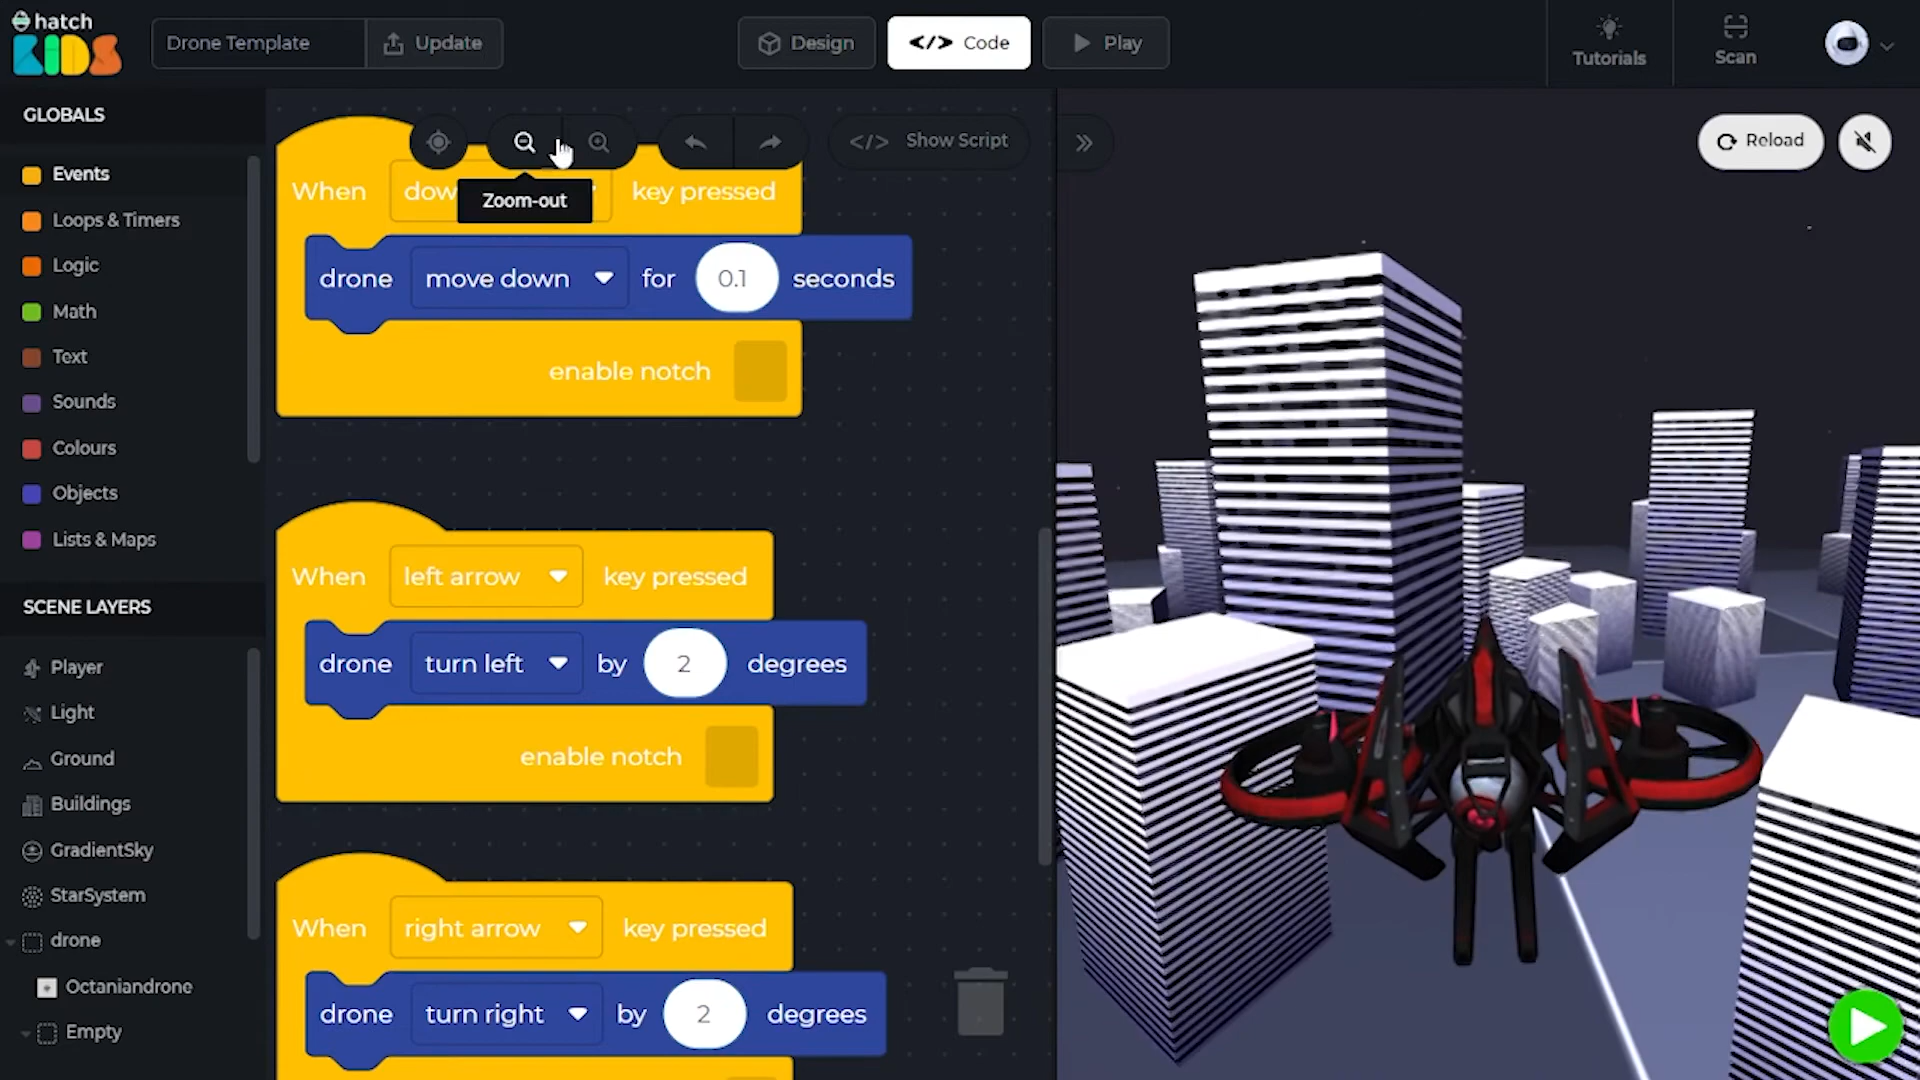 hatch
KIDS
Drone Template
Update
Design
</> Code
Play
Tutorials
Scan
GLOBALS
Events
Loops & Timers
Logic
Math
Text
Sounds
Colours
Objects
Lists & Maps
SCENE LAYERS
Player
Light
Ground
Buildings
GradientSky
StarSystem
drone
Octaniandrone
Empty
</> Show Script
Zoom-out
When dow key pressed
drone move down for 0.1 seconds
enable notch
When left arrow key pressed
drone turn left by 2 degrees
enable notch
When right arrow key pressed
drone turn right by 2 degrees
Reload